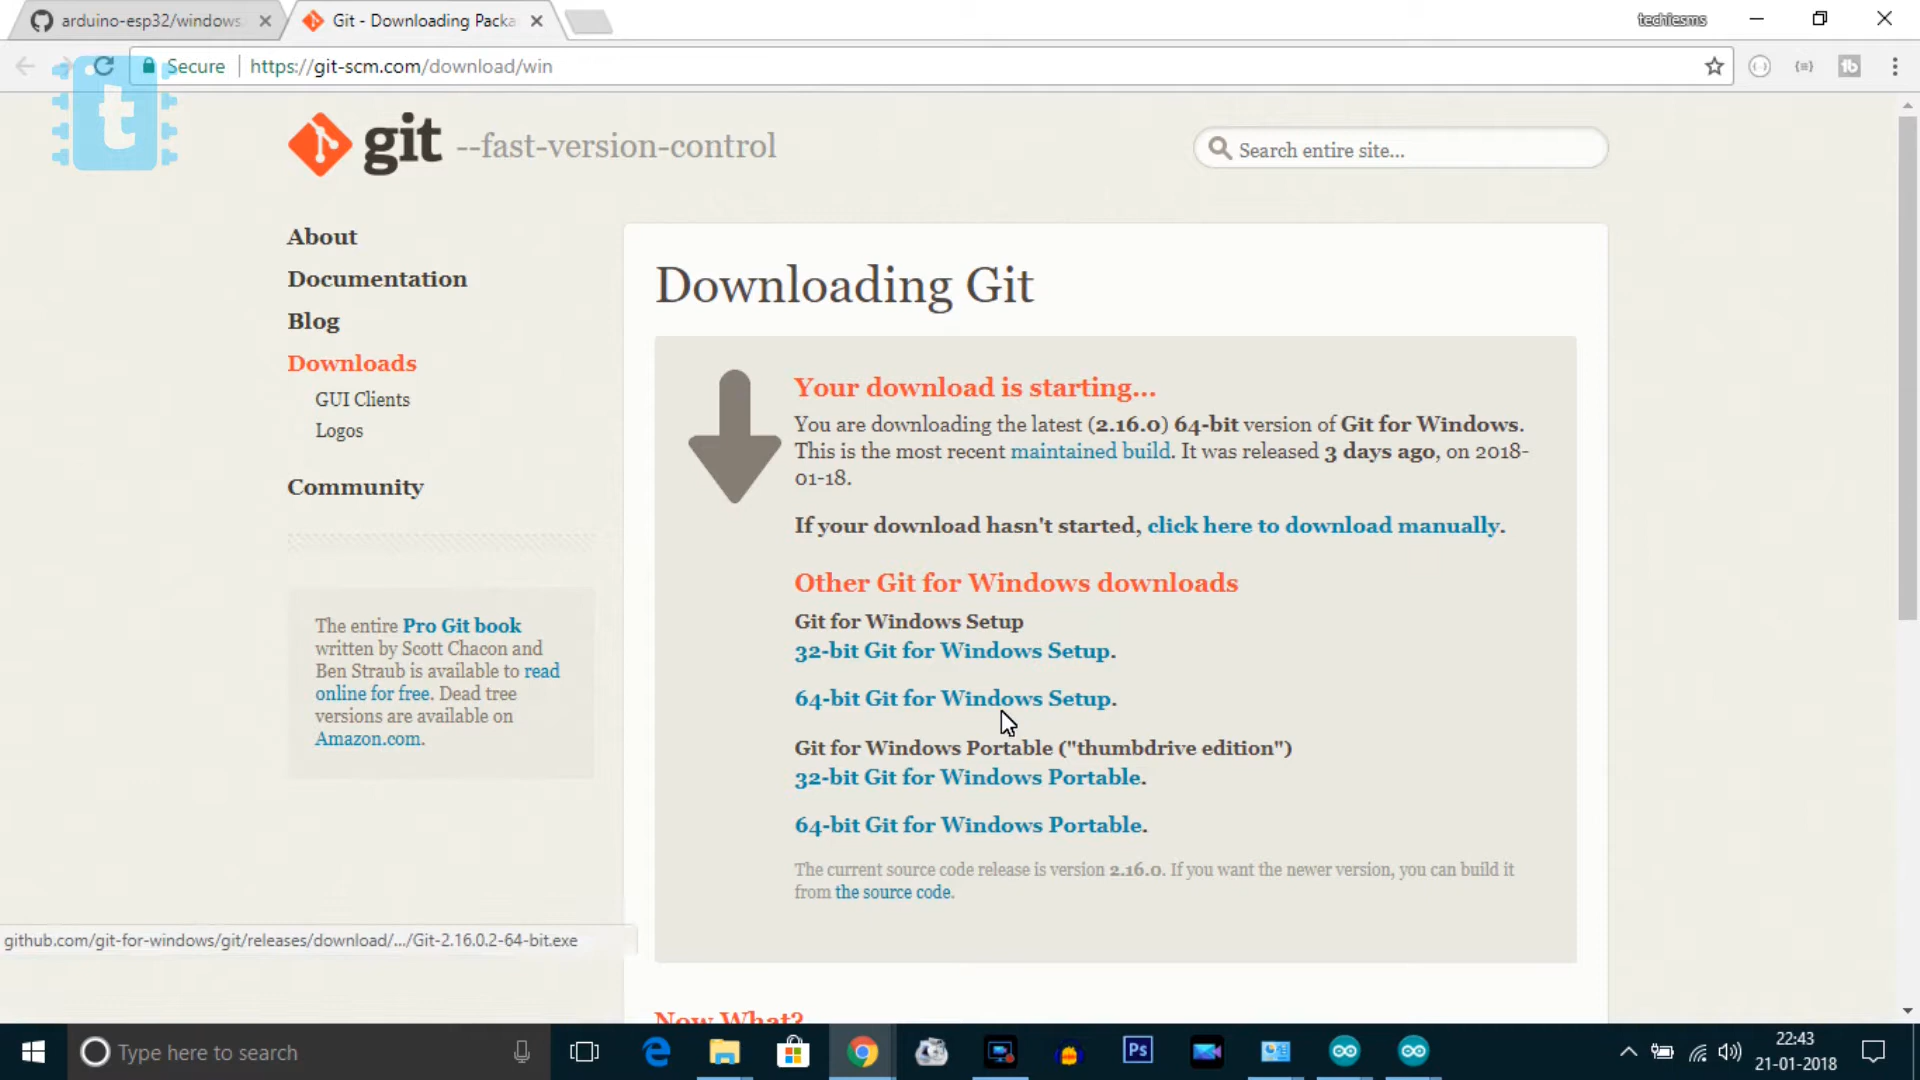 arduino-esp32/windows
Git - Downloading Packa
techiesms
Secure
https://git-scm.com/download/win
t
git --fast-version-control
Search entire site...
About
Documentation
Blog
Downloads
GUI Clients
Logos
Community
The entire Pro Git book
written by Scott Chacon and
Ben Straub is available to read
online for free. Dead tree
versions are available on
Amazon.com.
Downloading Git
Your download is starting...
You are downloading the latest (2.16.0) 64-bit version of Git for Windows.
This is the most recent maintained build. It was released 3 days ago, on 2018-
01-18.
If your download hasn't started, click here to download manually.
Other Git for Windows downloads
Git for Windows Setup
32-bit Git for Windows Setup.
64-bit Git for Windows Setup.
Git for Windows Portable ("thumbdrive edition")
32-bit Git for Windows Portable.
64-bit Git for Windows Portable.
The current source code release is version 2.16.0. If you want the newer version, you can build it
from the source code.
Now What?
github.com/git-for-windows/git/releases/download/.../Git-2.16.0.2-64-bit.exe
Type here to search
Ps
22:43
21-01-2018